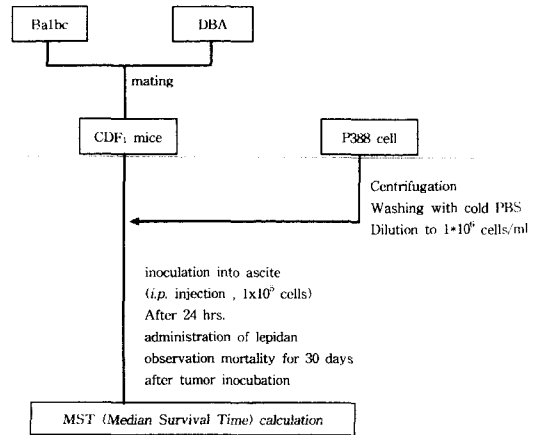 Balbc
DBA
mating
CDF₁ mice
P388 cell
Centrifugation
Washing with cold PBS
Dilution to 1*10⁶ cells/ml
inoculation into ascite
(i.p. injection , 1x10⁵ cells)
After 24 hrs.
administration of lepidan
observation mortality for 30 days
after tumor inocubation
MST (Median Survival Time) calculation